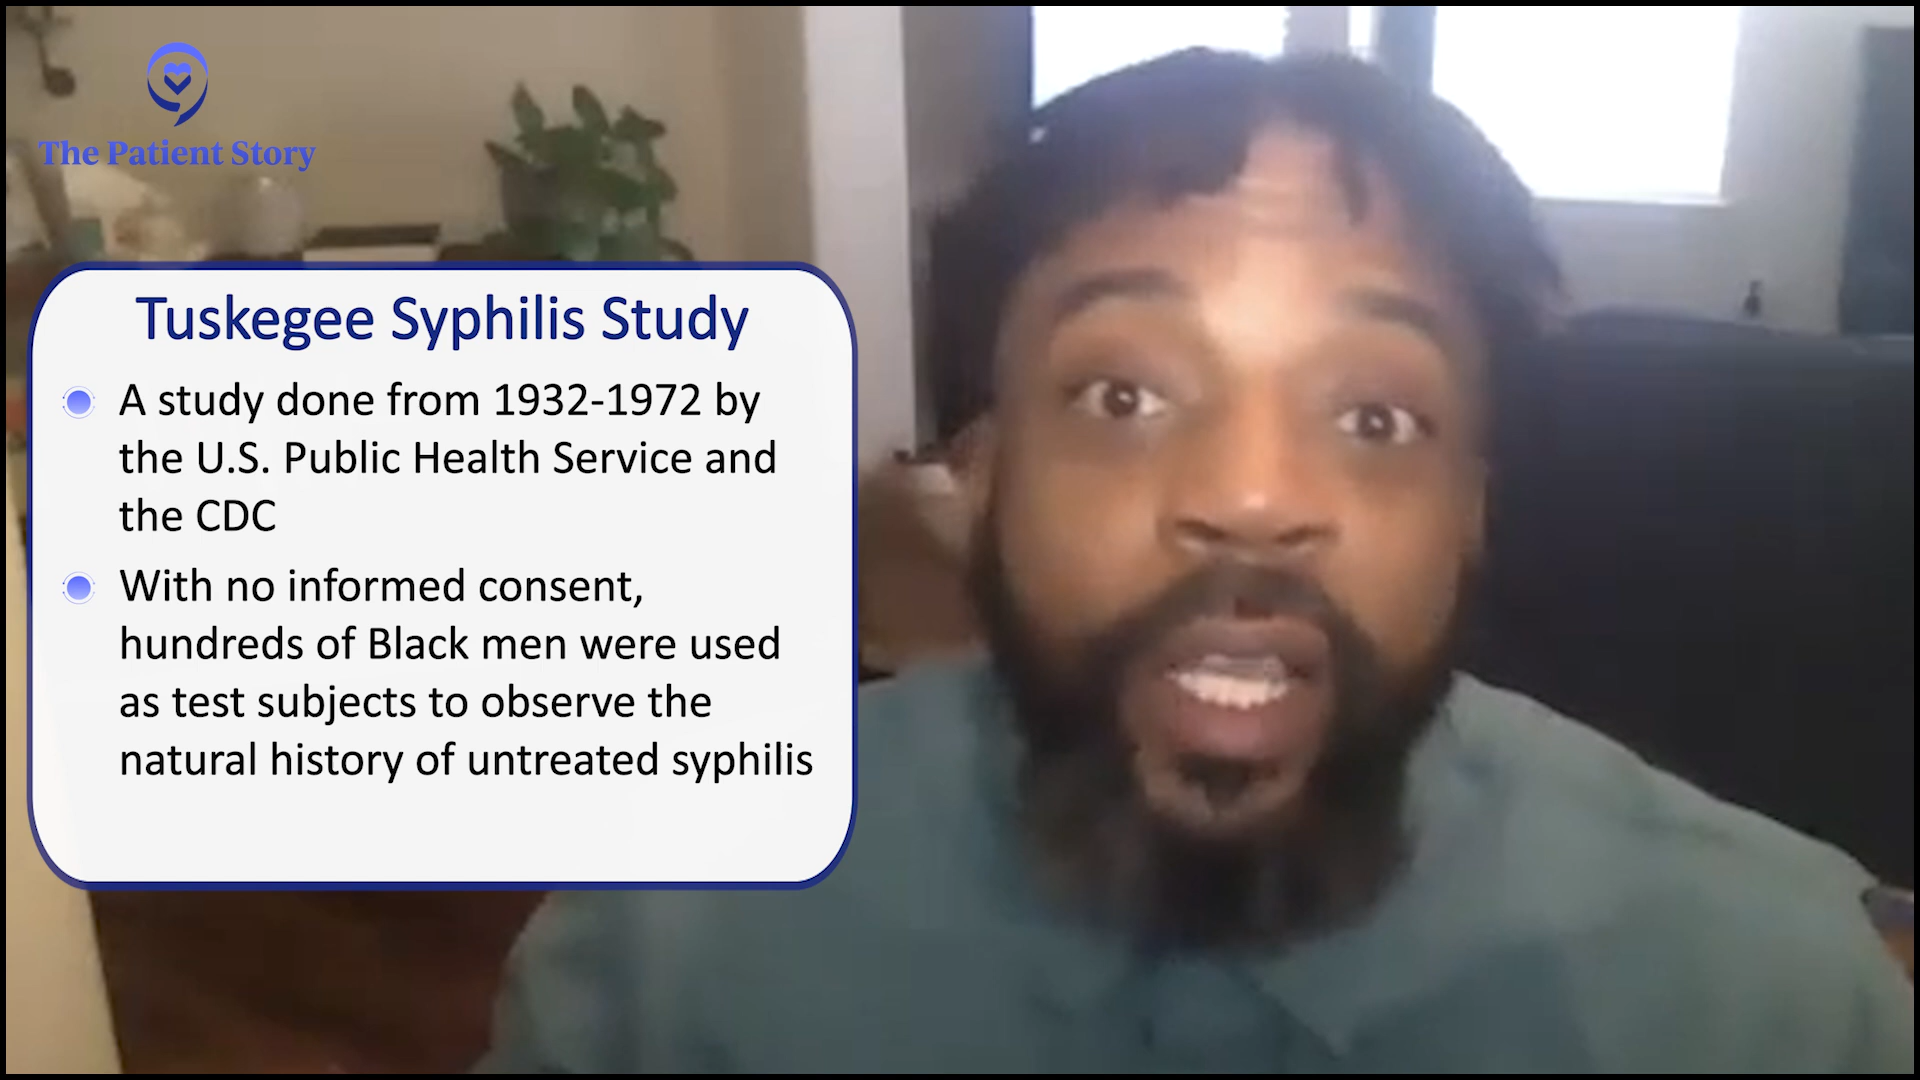 The Patient Story
Tuskegee Syphilis Study
A study done from 1932-1972 by
the U.S. Public Health Service and
the CDC
With no informed consent,
hundreds of Black men were used
as test subjects to observe the
natural history of untreated syphilis